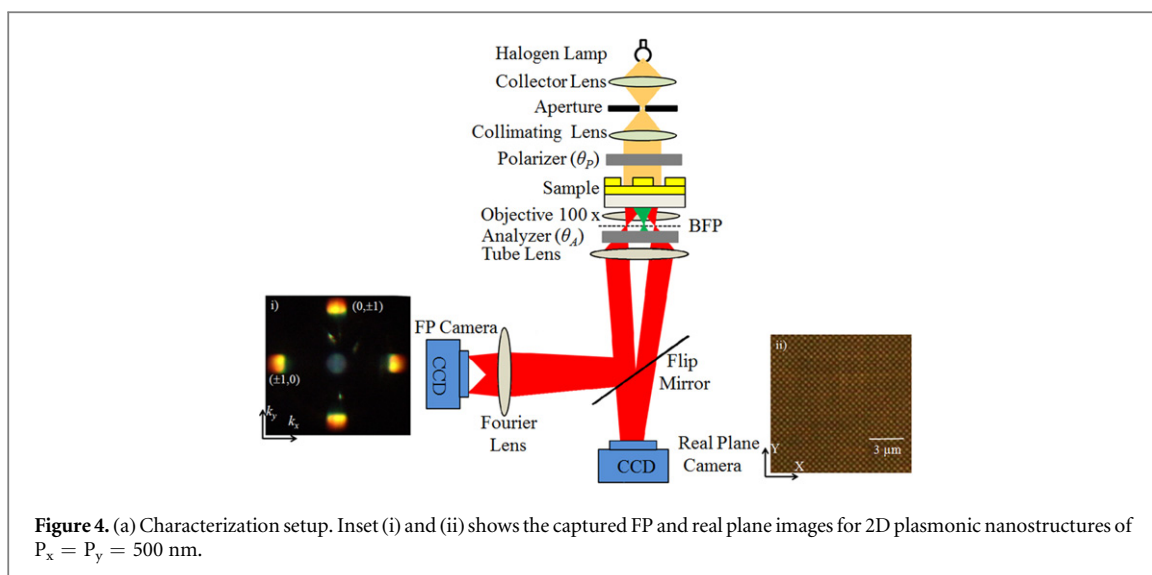 Halogen Lamp
Collector Lens
Aperture
Collimating Lens
Polarizer (θP)
Sample
Objective 100 x
BFP
Analyzer (θA)
Tube Lens
i)
(0,±1)
(±1,0)
ky
kx
FP Camera
CCD
Fourier
Lens
Flip
Mirror
CCD
Real Plane
Camera
ii)
3 µm
Y
X
Figure 4. (a) Characterization setup. Inset (i) and (ii) shows the captured FP and real plane images for 2D plasmonic nanostructures of
Px = Py = 500 nm.